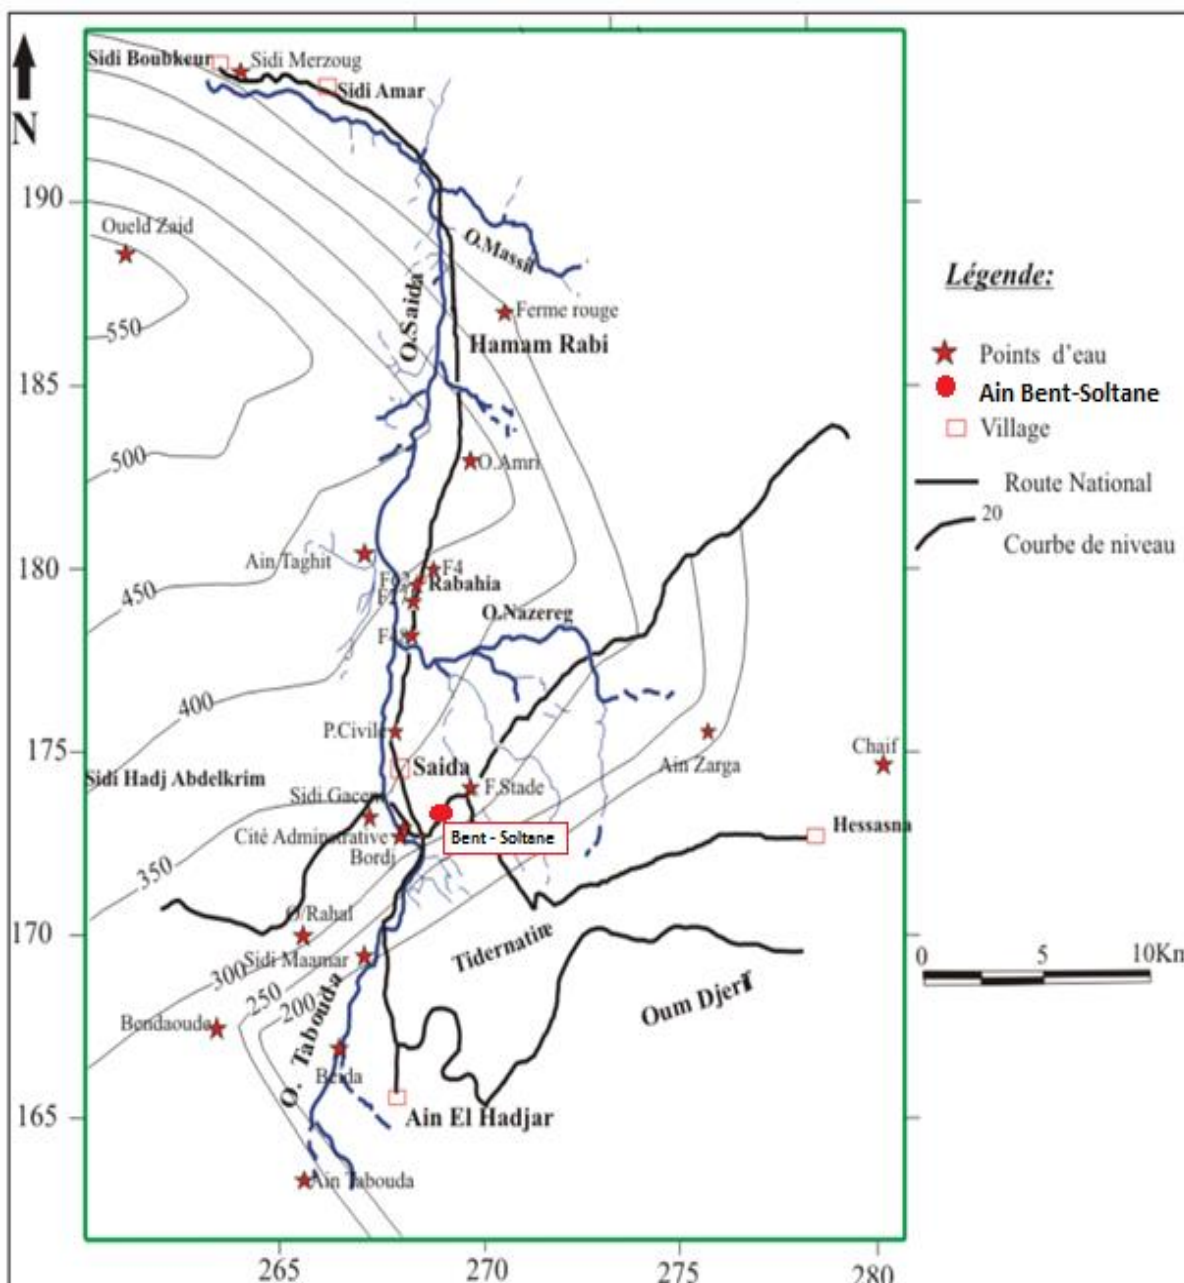 Sidi Boubkeur
Sidi Merzoug
Sidi Amar
N
190
Oueld Zaid
O.Massil
O.Saida
Légende:
Ferme rouge
550
Hamam Rabi
Points d'eau
185
Ain Bent-Soltane
Village
500
O.Amri
Route National
20
Courbe de niveau
Ain Taghit
180
F4
Rabahia
450
O.Nazereg
F48
400
P.Civile
175
Chaif
Saida
Ain Zarga
Sidi Hadj Abdelkrim
F.Stade
Sidi Gacem
Hessasna
Cité Adminstrative
Bent - Soltane
Bordj
350
O/Rahal
170
Tidernatine
Sidi Maamar
0 5 10Km
300
250
200
O. Tabouda
Oum Djerif
Bendaouda
Beida
165
Ain El Hadjar
Ain Tabouda
265 270 275 280